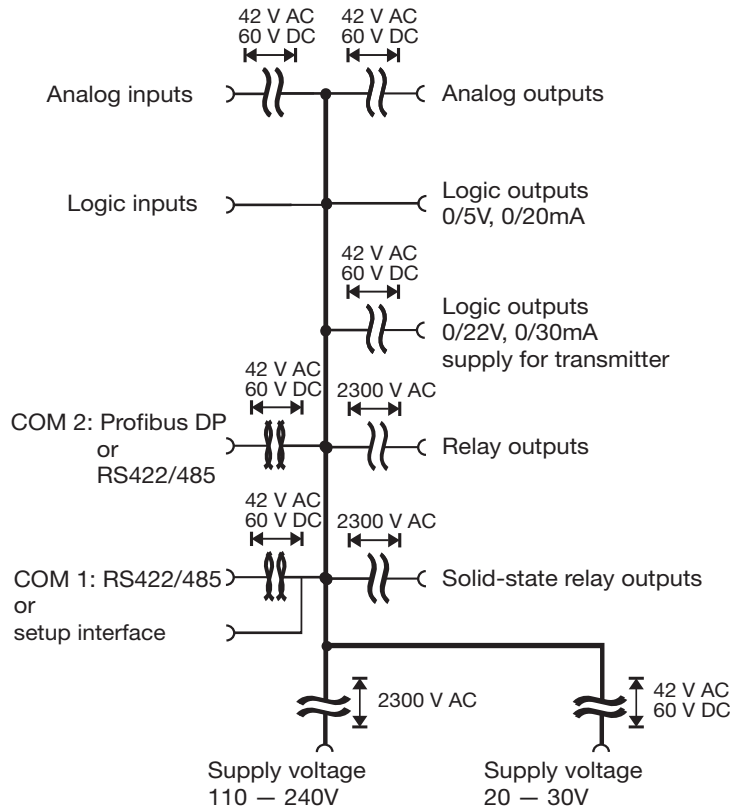 42 V AC
60 V DC
42 V AC
60 V DC
Analog inputs
Analog outputs
Logic inputs
Logic outputs
0/5V, 0/20mA
42 V AC
60 V DC
Logic outputs
0/22V, 0/30mA
supply for transmitter
42 V AC
60 V DC
2300 V AC
COM 2: Profibus DP
or
RS422/485
Relay outputs
42 V AC
60 V DC
2300 V AC
COM 1: RS422/485
or
setup interface
Solid-state relay outputs
2300 V AC
42 V AC
60 V DC
Supply voltage
110 — 240V
Supply voltage
20 — 30V